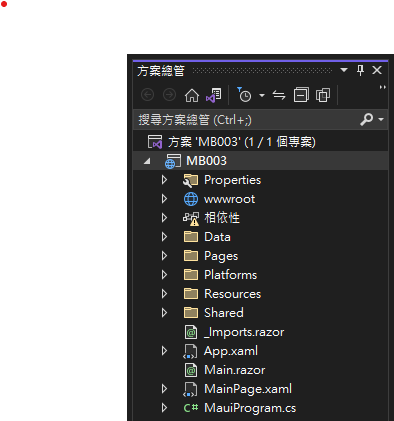 方案總管
搜尋方案總管 (Ctrl+;)
方案 'MB003' (1 / 1 個專案)
MB003
Properties
wwwroot
相依性
Data
Pages
Platforms
Resources
Shared
_Imports.razor
App.xaml
Main.razor
MainPage.xaml
C# MauiProgram.cs